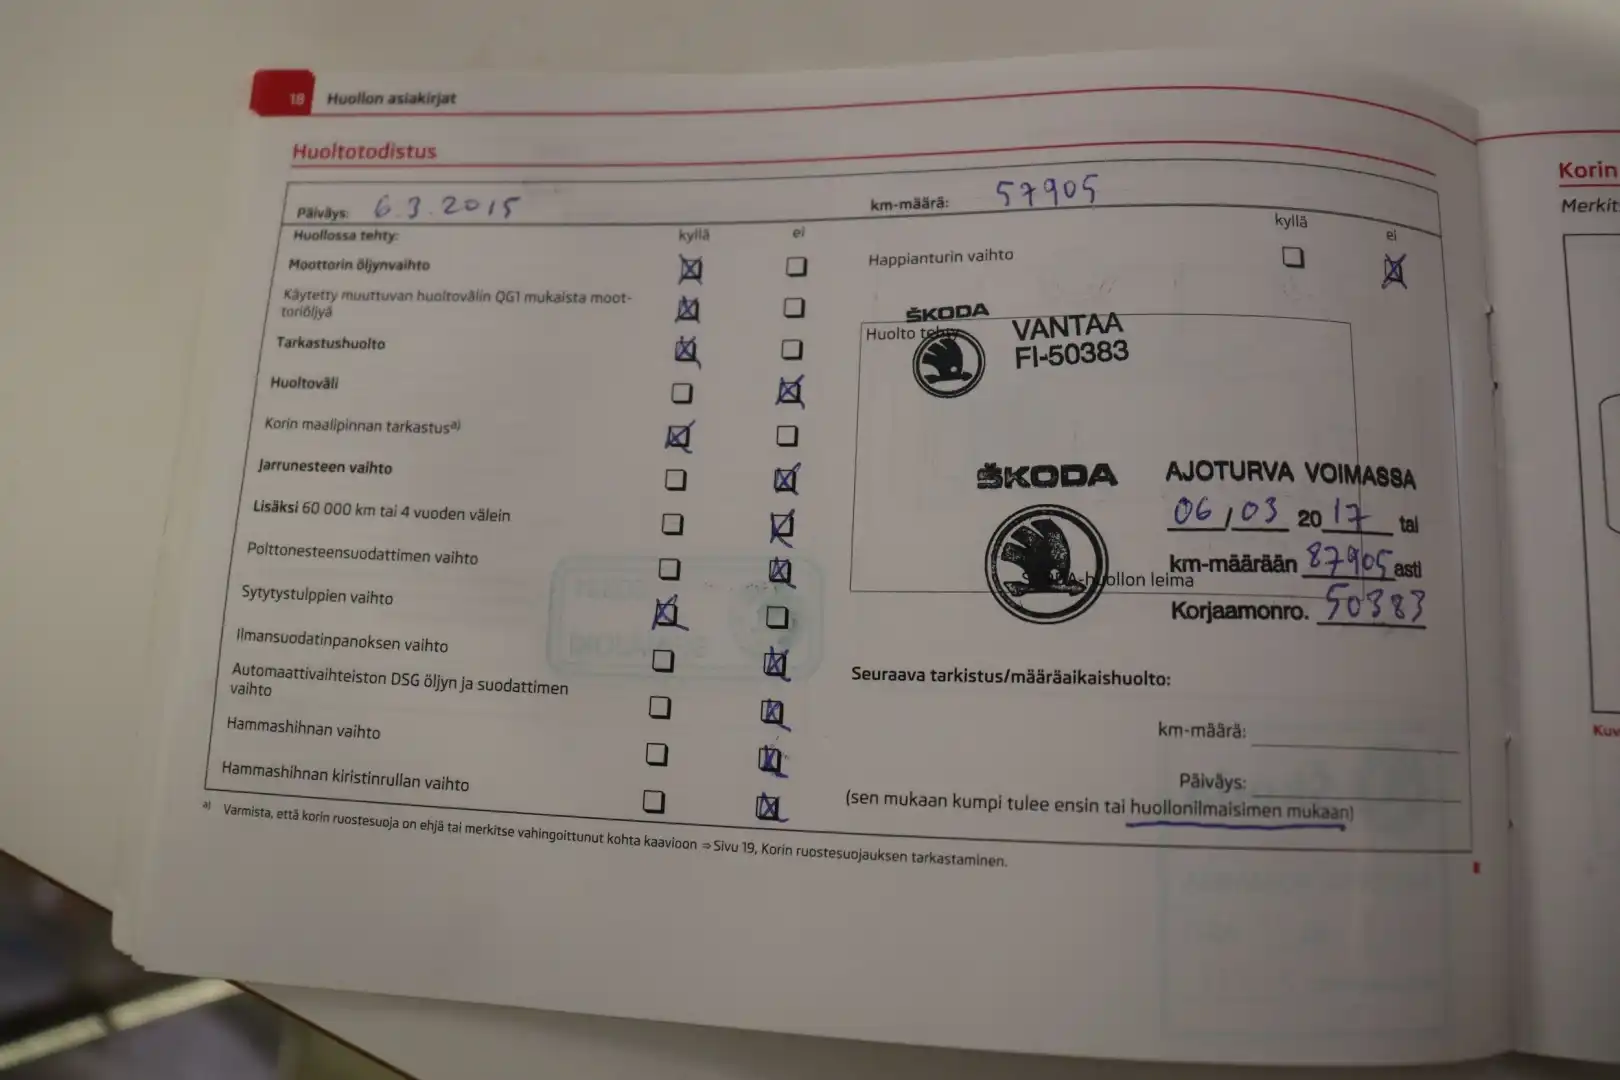 18 Huollon asiakirjat
Huoltotodistus
Päiväys: 6.3.2015
km-määrä: 57905
Huollossa tehty: kyllä ei
Moottorin öljynvaihto
Käytetty muuttuvan huoltovälin QG1 mukaista moot-
toriöljyä
Tarkastushuolto
Huoltoväli
Korin maalipinnan tarkastus a)
Jarrunesteen vaihto
Lisäksi 60 000 km tai 4 vuoden välein
Polttonesteensuodattimen vaihto
Sytytystulppien vaihto
Ilmansuodatinpanoksen vaihto
Automaattivaihteiston DSG öljyn ja suodattimen
vaihto
Hammashihnan vaihto
Hammashihnan kiristinrullan vaihto
kyllä ei
Happianturin vaihto
Huolto tehty
ŠKODA
VANTAA
FI-50383
ŠKODA
AJOTURVA VOIMASSA
06/03 2017 tai
km-määrään 87905 asti
ŠKODA-huollon leima
Korjaamonro. 50383
Seuraava tarkistus/määräaikaishuolto:
km-määrä:
Päiväys:
(sen mukaan kumpi tulee ensin tai huollonilmaisimen mukaan)
a) Varmista, että korin ruostesuoja on ehjä tai merkitse vahingoittunut kohta kaavioon ⇒ Sivu 19, Korin ruostesuojauksen tarkastaminen.
Korin
Merkit
Kuv